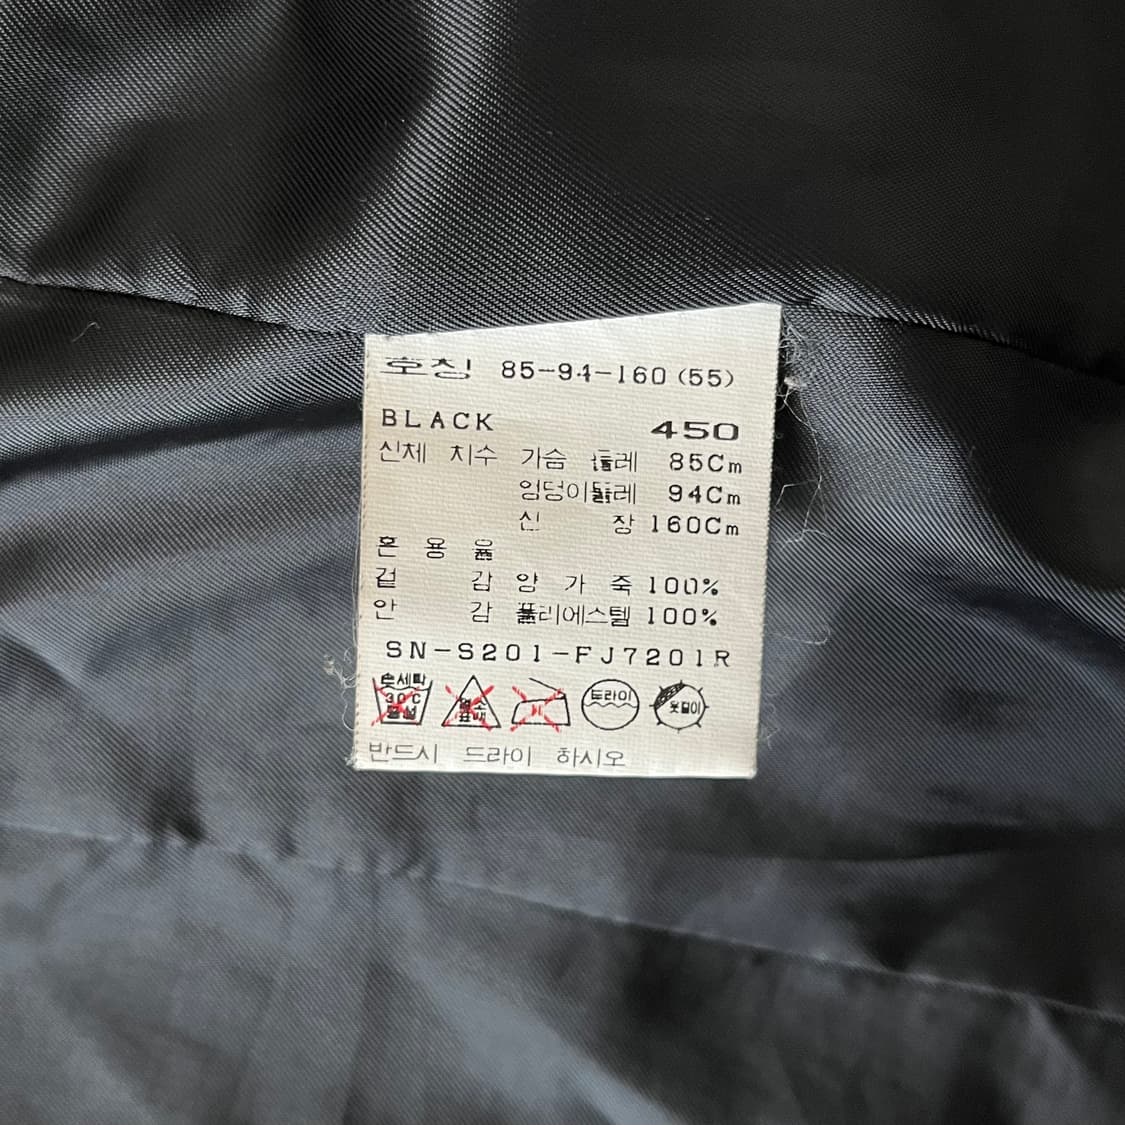 호칭 85-94-160 (55)
BLACK 450
신체 치수 가슴 둘레 85Cm
엉덩이둘레 94Cm
신 장 160Cm
혼 용 율
겉 감 양 가 죽 100%
안 감 폴리에스텔 100%
SN-S201-FJ7201R
손세탁 30℃ 중성 염소 표백 드라이 옷걸이
반드시 드라이 하시오